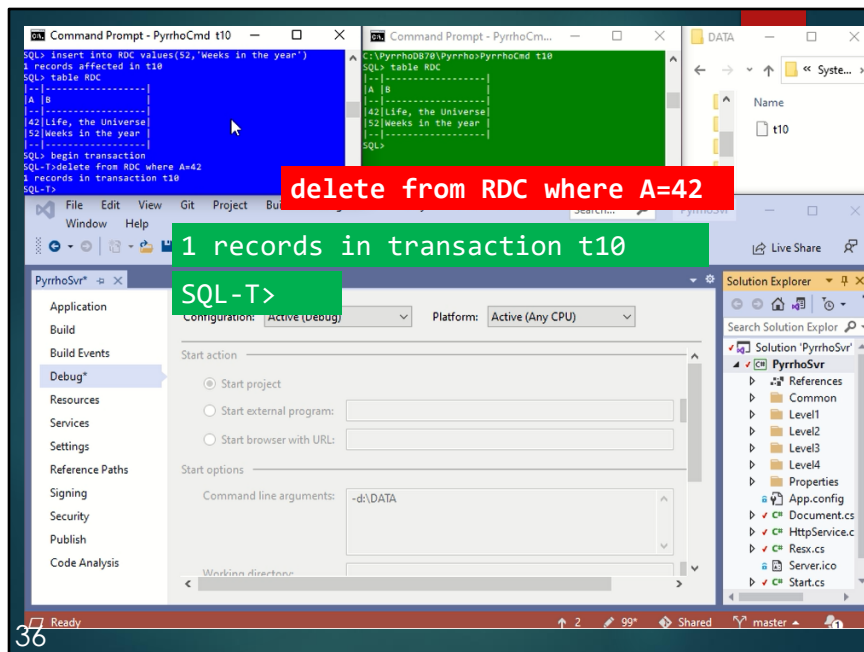 Command Prompt - PyrrhoCmd t10
SQL> insert into RDC values(52,'Weeks in the year')
1 records affected in t10
SQL> table RDC
|--|------------------|
|A |B                 |
|--|------------------|
|42|Life, the Universe|
|52|Weeks in the year |
|--|------------------|
SQL> begin transaction
SQL-T>delete from RDC where A=42
1 records in transaction t10
SQL-T>
Command Prompt - PyrrhoCm...
C:\PyrrhoDB70\Pyrrho>PyrrhoCmd t10
SQL> table RDC
|--|------------------|
|A |B                 |
|--|------------------|
|42|Life, the Universe|
|52|Weeks in the year |
|--|------------------|
SQL>
DATA
« Syste...
Name
t10
delete from RDC where A=42
File Edit View Git Project
Window Help
Search...
1 records in transaction t10
SQL-T>
Live Share
PyrrhoSvr*
Application
Build
Build Events
Debug*
Resources
Services
Settings
Reference Paths
Signing
Security
Publish
Code Analysis
Configuration: Active (Debug)
Platform: Active (Any CPU)
Start action
Start project
Start external program:
Start browser with URL:
Start options
Command line arguments:
-d:\DATA
Working directory:
Solution Explorer
Search Solution Explor
Solution 'PyrrhoSvr'
PyrrhoSvr
References
Common
Level1
Level2
Level3
Level4
Properties
App.config
Document.cs
HttpService.c
Resx.cs
Server.ico
Start.cs
Ready
2
99*
Shared
master
1
36